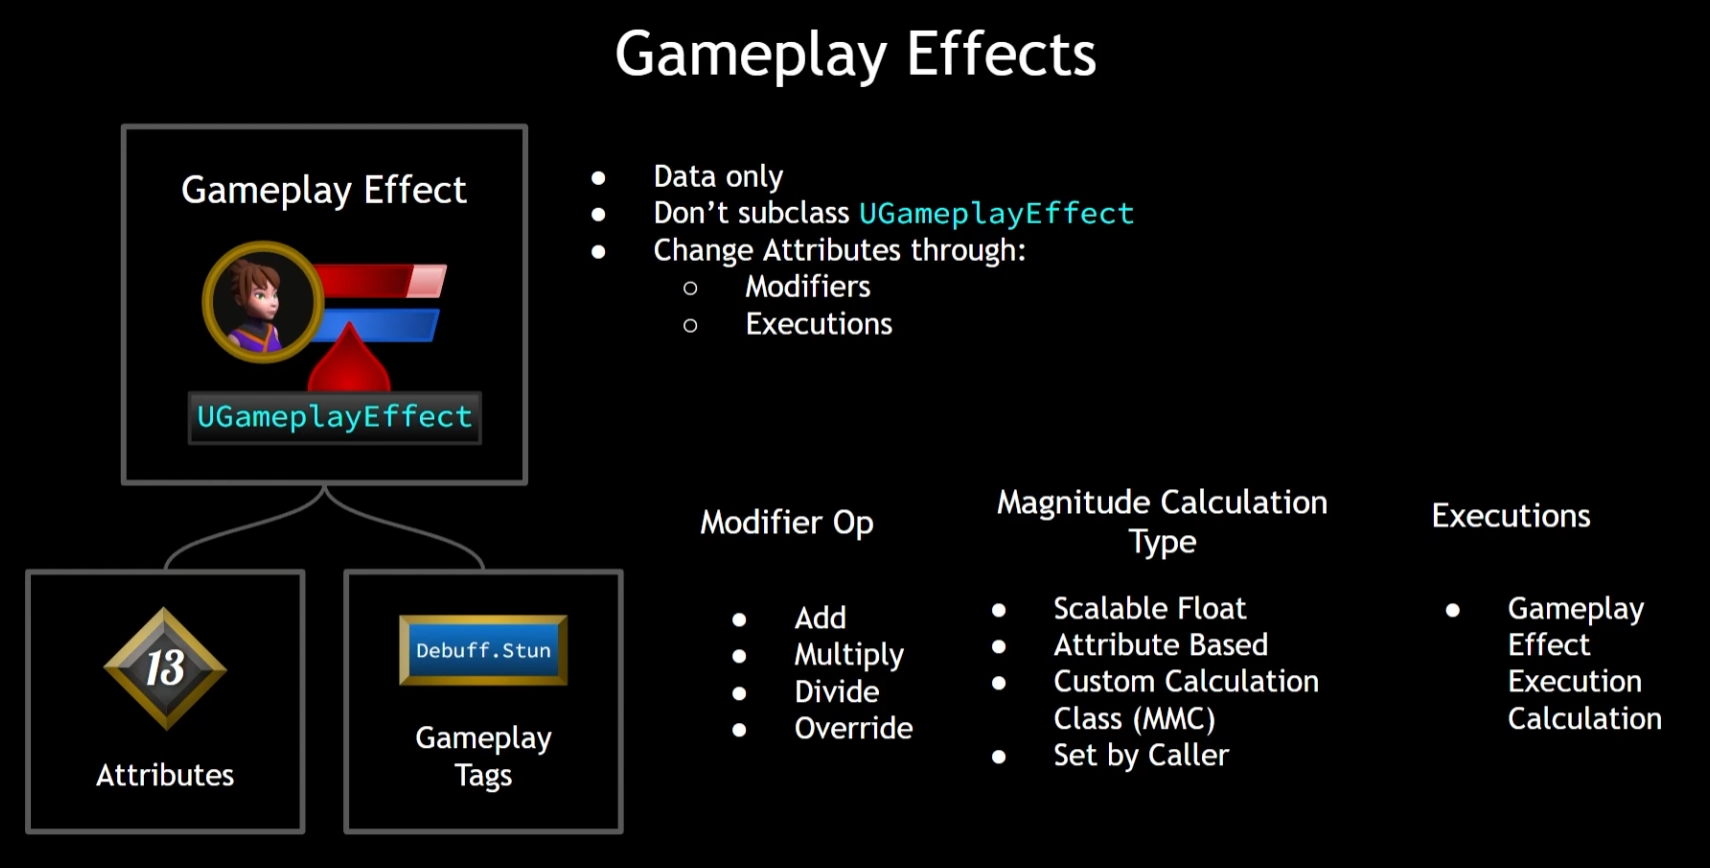 Gameplay Effects
Gameplay Effect
UGameplayEffect
Attributes
13
Debuff.Stun
Gameplay
Tags
● Data only
● Don't subclass UGameplayEffect
● Change Attributes through:
○ Modifiers
○ Executions
Modifier Op
● Add
● Multiply
● Divide
● Override
Magnitude Calculation
Type
● Scalable Float
● Attribute Based
● Custom Calculation
Class (MMC)
● Set by Caller
Executions
● Gameplay
Effect
Execution
Calculation